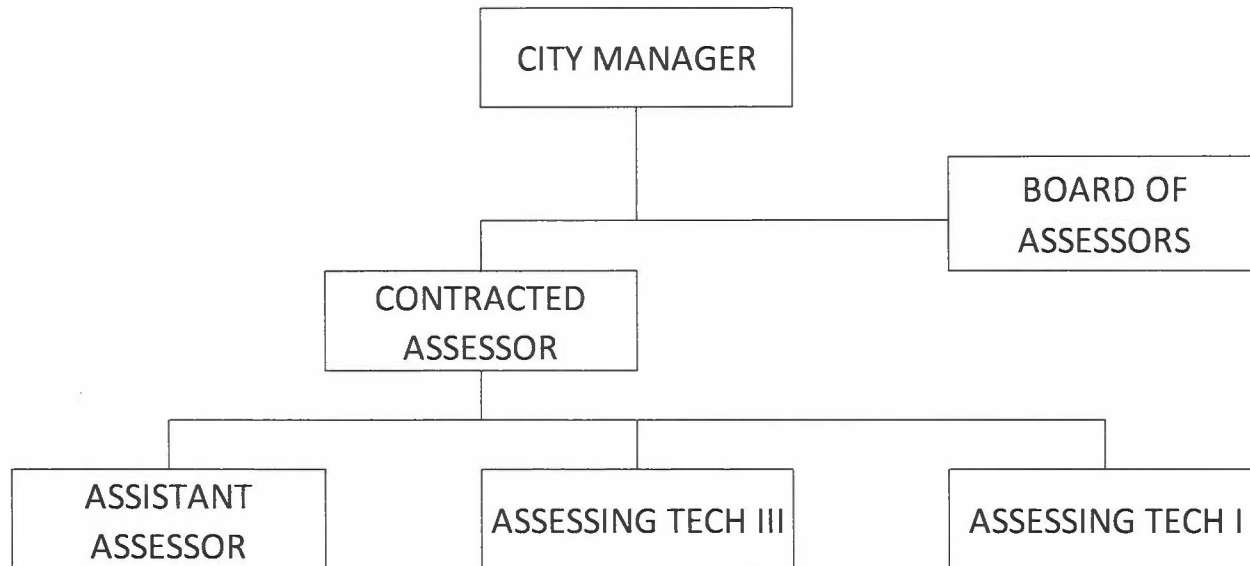 CITY MANAGER
BOARD OF
ASSESSORS
CONTRACTED
ASSESSOR
ASSISTANT
ASSESSOR
ASSESSING TECH III
ASSESSING TECH I